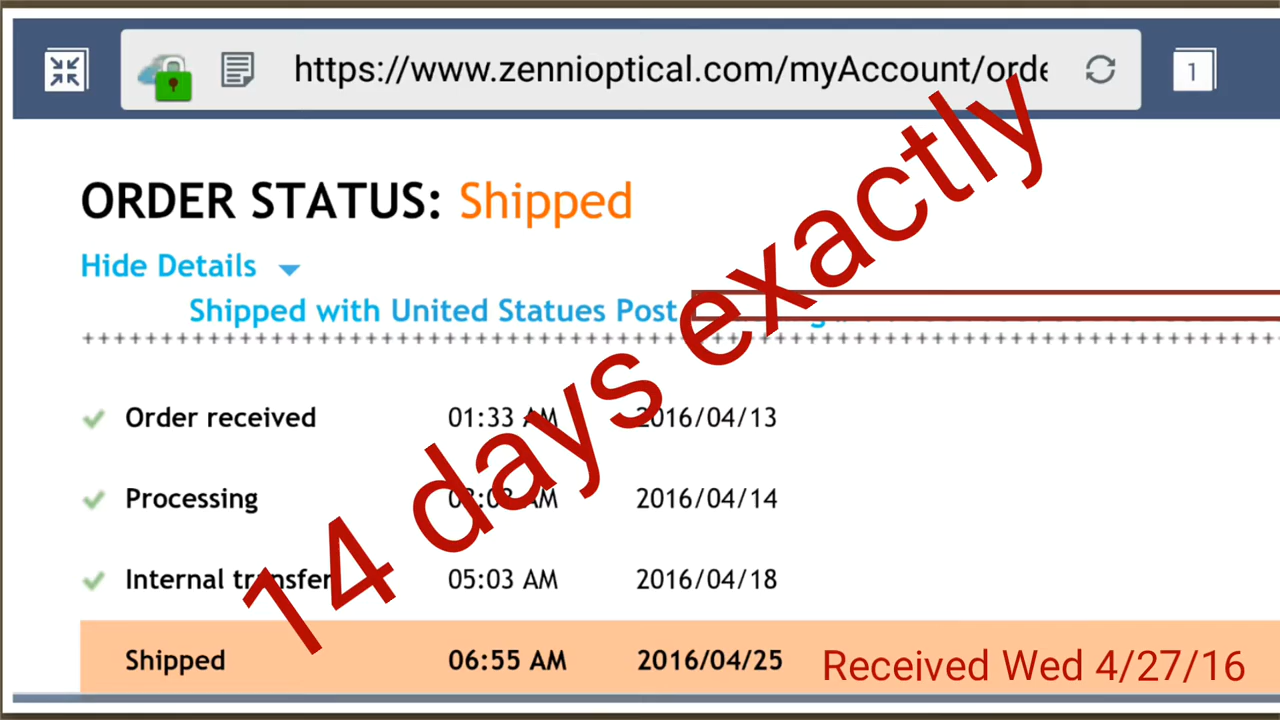 1
https://www.zennioptical.com/myAccount/orde
ORDER STATUS: Shipped
Hide Details
Shipped with United Statues Post
Order received 01:33 AM 2016/04/13
Processing AM 2016/04/14
Internal transfer 05:03 AM 2016/04/18
Shipped 06:55 AM 2016/04/25 Received Wed 4/27/16
14 days exactly